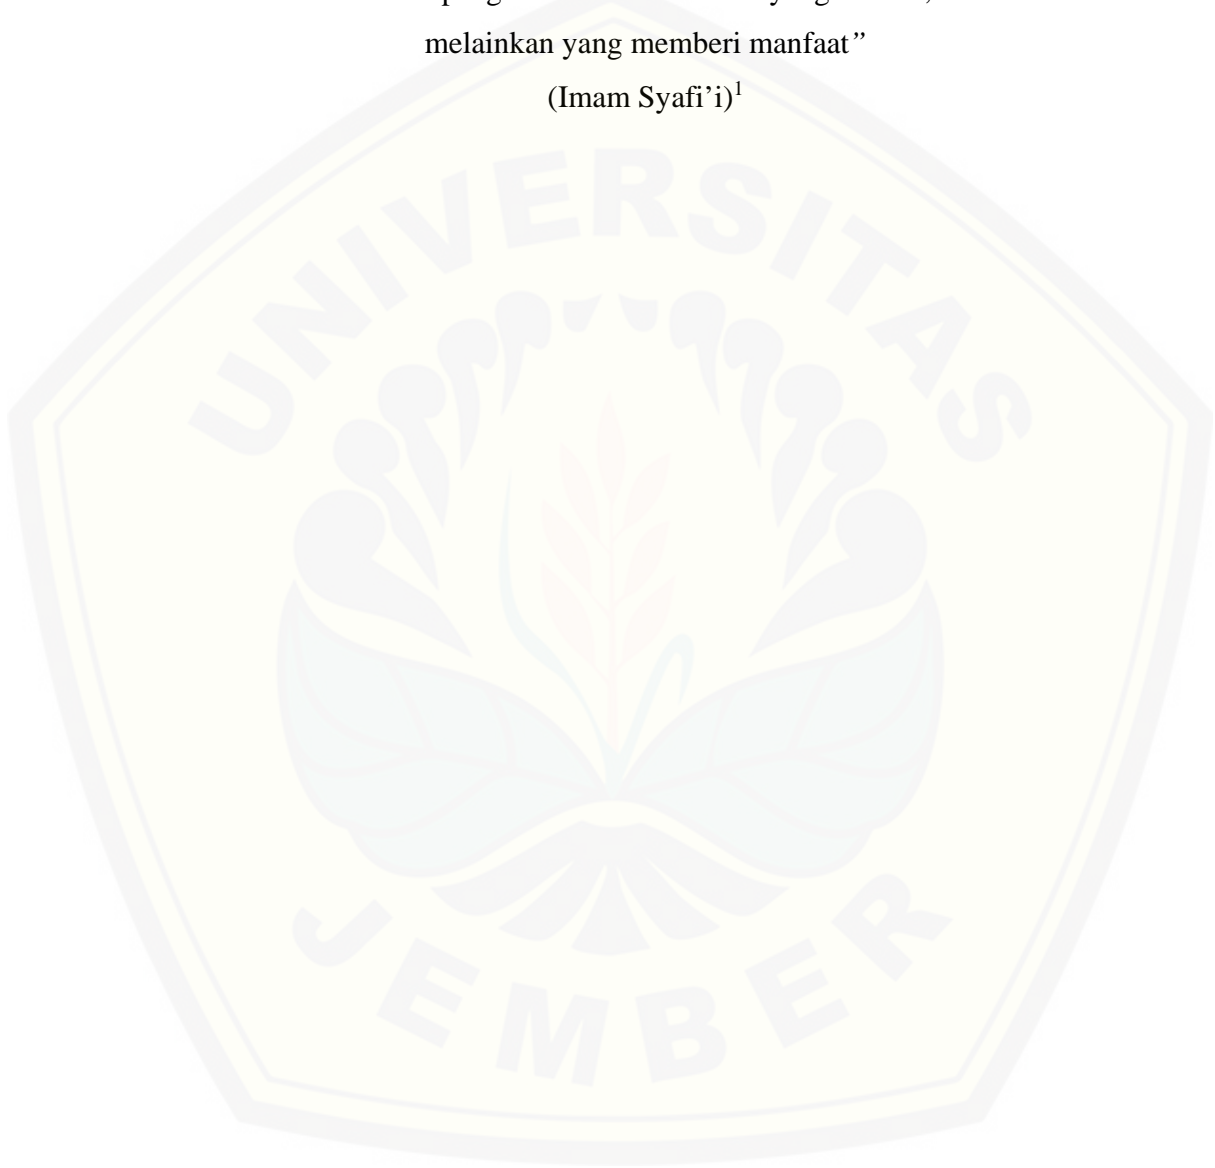 melainkan yang memberi manfaat”
(Imam Syafi’i)1
UNIVERSITAS
JEMBER